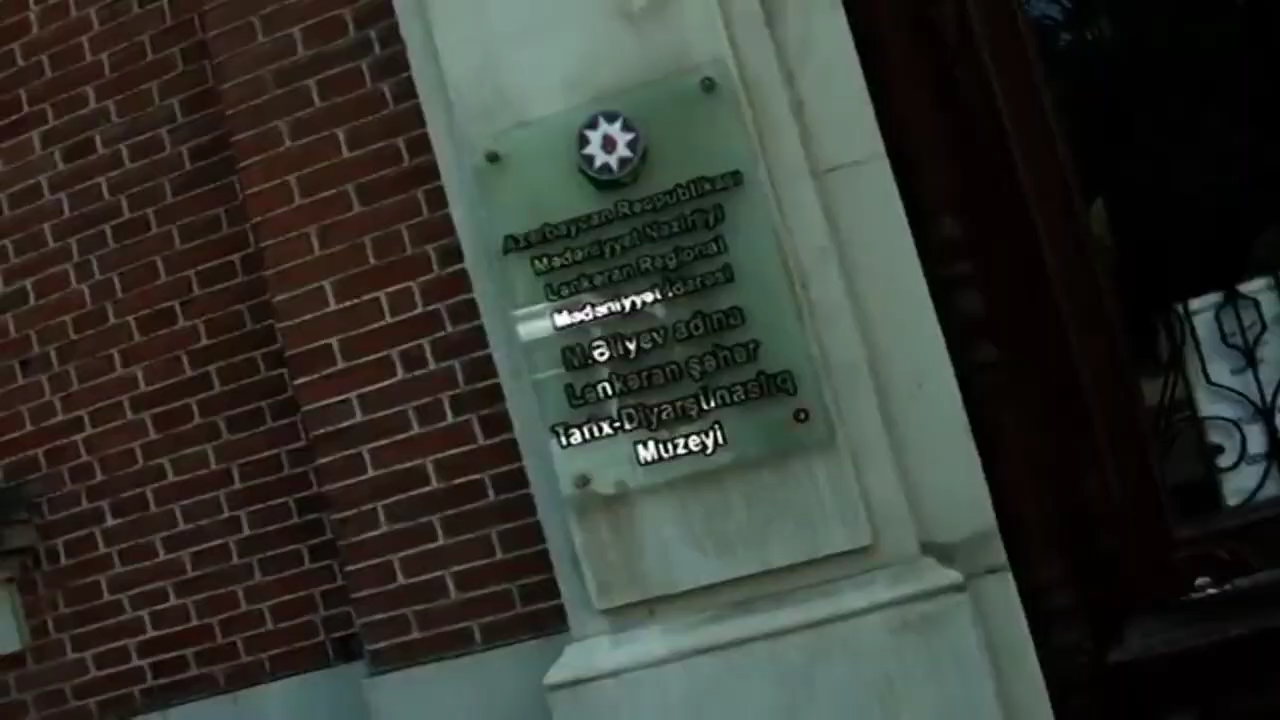 Azərbaycan Respublikası
Mədəniyyət Nazirliyi
Lənkəran Regional
Mədəniyyət İdarəsi
M.Əliyev adına
Lənkəran şəhər
Tarix-Diyarşünaslıq
Muzeyi